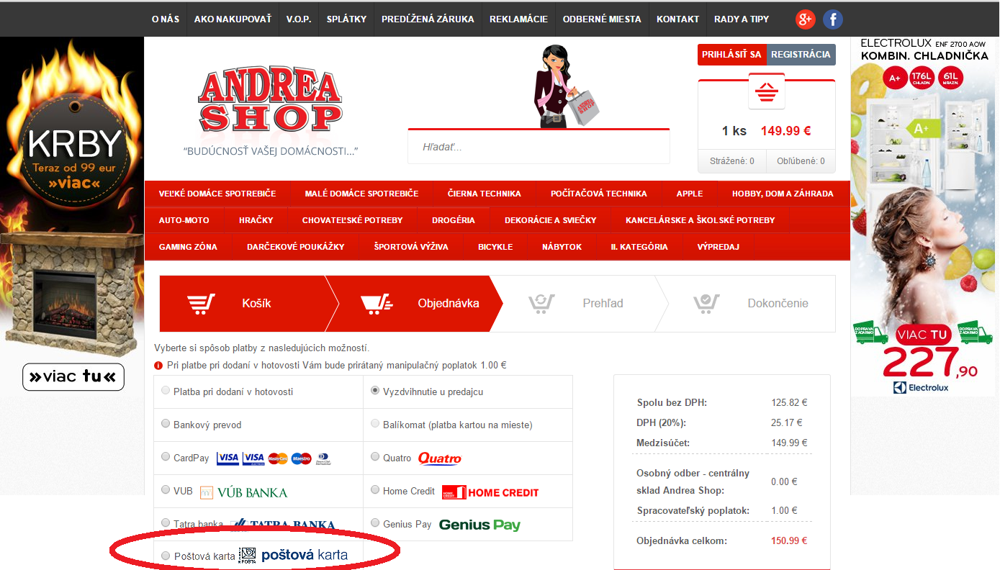 O NÁS AKO NAKUPOVAŤ V.O.P. SPLÁTKY PREDĹŽENÁ ZÁRUKA REKLAMÁCIE ODBERNÉ MIESTA KONTAKT RADY A TIPY g+ f
KRBY
Teraz od 99 eur
»viac«
»viac tu«
ANDREA
SHOP
“BUDÚCNOSŤ VAŠEJ DOMÁCNOSTI...”
ANDREA
SHOP
Hľadať...
PRIHLÁSIŤ SA REGISTRÁCIA
1 ks 149.99 €
Strážené: 0 Obľúbené: 0
ELECTROLUX ENF 2700 AOW
KOMBIN. CHLADNIČKA
A+ 176L CHLADN. 61L MRAZN.
A+
DOPRAVA ZADARMO VIAC TU DOPRAVA ZADARMO
227,90
Electrolux
VEĽKÉ DOMÁCE SPOTREBIČE MALÉ DOMÁCE SPOTREBIČE ČIERNA TECHNIKA POČÍTAČOVÁ TECHNIKA APPLE HOBBY, DOM A ZÁHRADA
AUTO-MOTO HRAČKY CHOVATEĽSKÉ POTREBY DROGÉRIA DEKORÁCIE A SVIEČKY KANCELÁRSKE A ŠKOLSKÉ POTREBY
GAMING ZÓNA DARČEKOVÉ POUKÁŽKY ŠPORTOVÁ VÝŽIVA BICYKLE NÁBYTOK II. KATEGÓRIA VÝPREDAJ
Košík Objednávka Prehľad Dokončenie
Vyberte si spôsob platby z nasledujúcich možností.
Pri platbe pri dodaní v hotovosti Vám bude prirátaný manipulačný poplatok 1.00 €
Platba pri dodaní v hotovosti Vyzdvihnutie u predajcu
Bankový prevod Balíkomat (platba kartou na mieste)
CardPay VISA VISA MasterCard Maestro Quatro Quatro
VUB VÚB BANKA Home Credit HOME CREDIT
Tatra banka TATRA BANKA Genius Pay Genius Pay
Poštová karta POŠTA poštová karta
Spolu bez DPH: 125.82 €
DPH (20%): 25.17 €
Medzisúčet: 149.99 €
Osobný odber - centrálny
sklad Andrea Shop: 0.00 €
Spracovateľský poplatok: 1.00 €
Objednávka celkom: 150.99 €